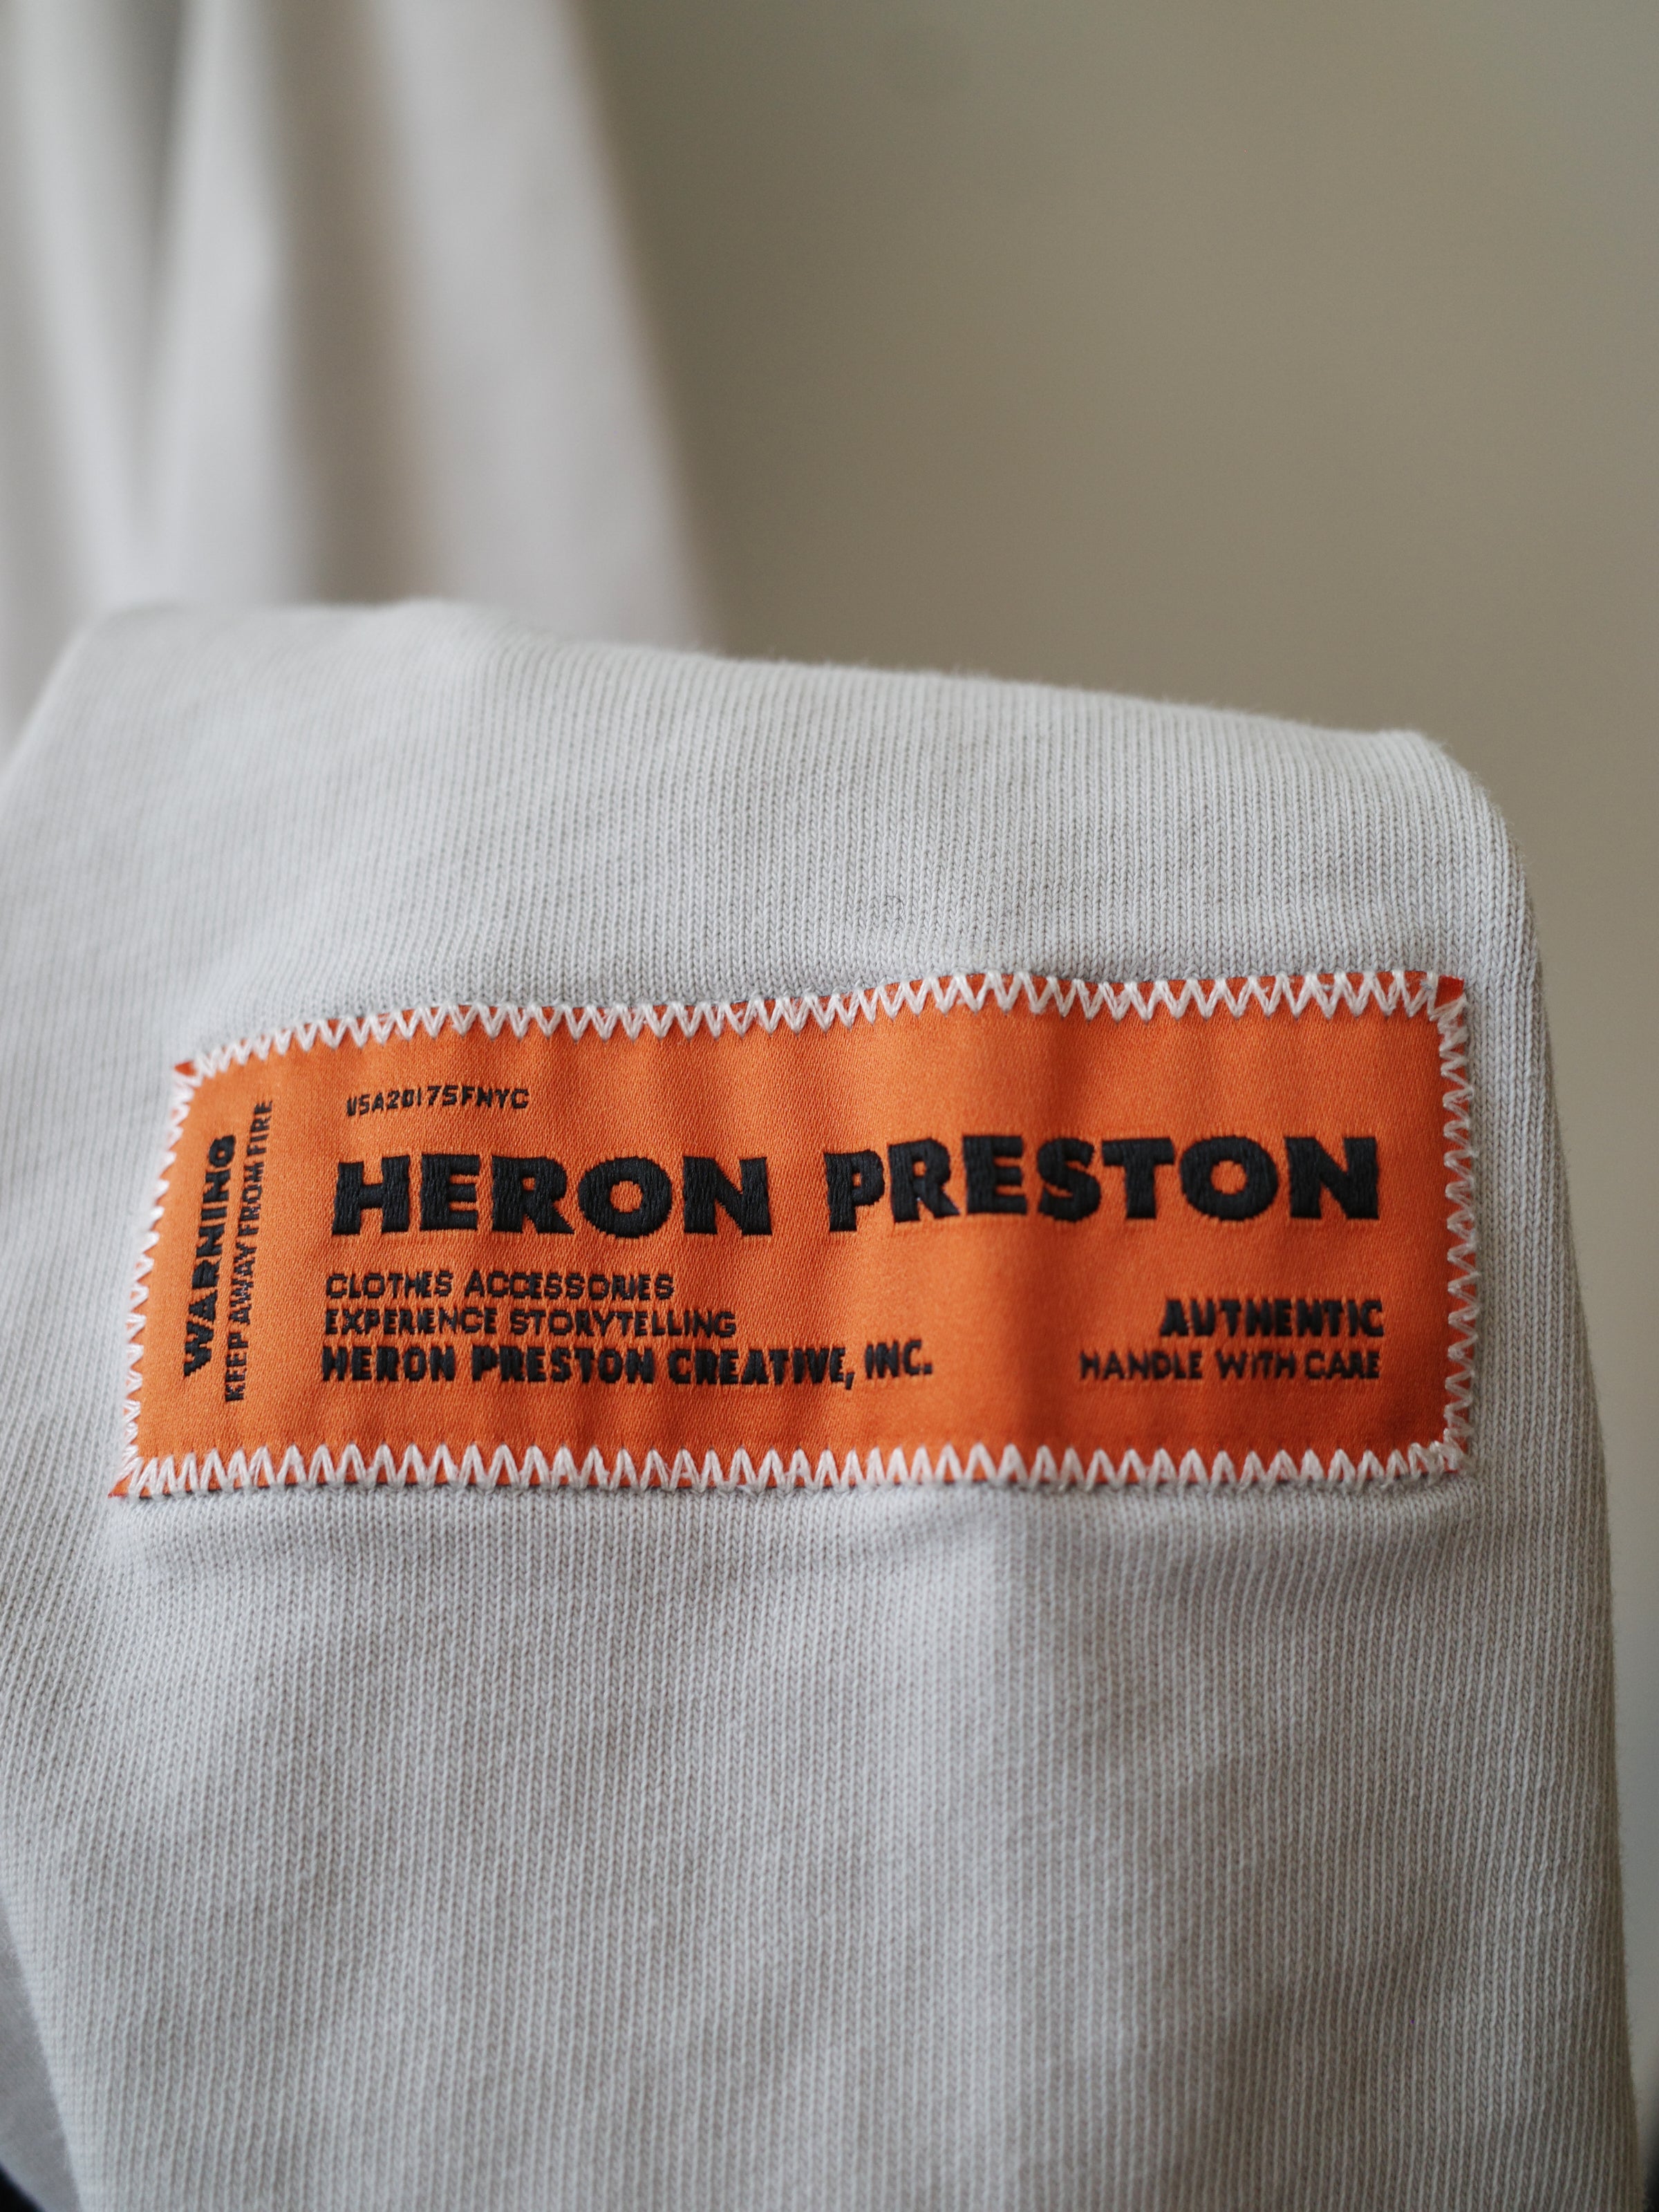 WARNING
KEEP AWAY FROM FIRE
USA2017SFNYC
HERON PRESTON
CLOTHES ACCESSORIES
EXPERIENCE STORYTELLING
HERON PRESTON CREATIVE, INC.
AUTHENTIC
HANDLE WITH CARE